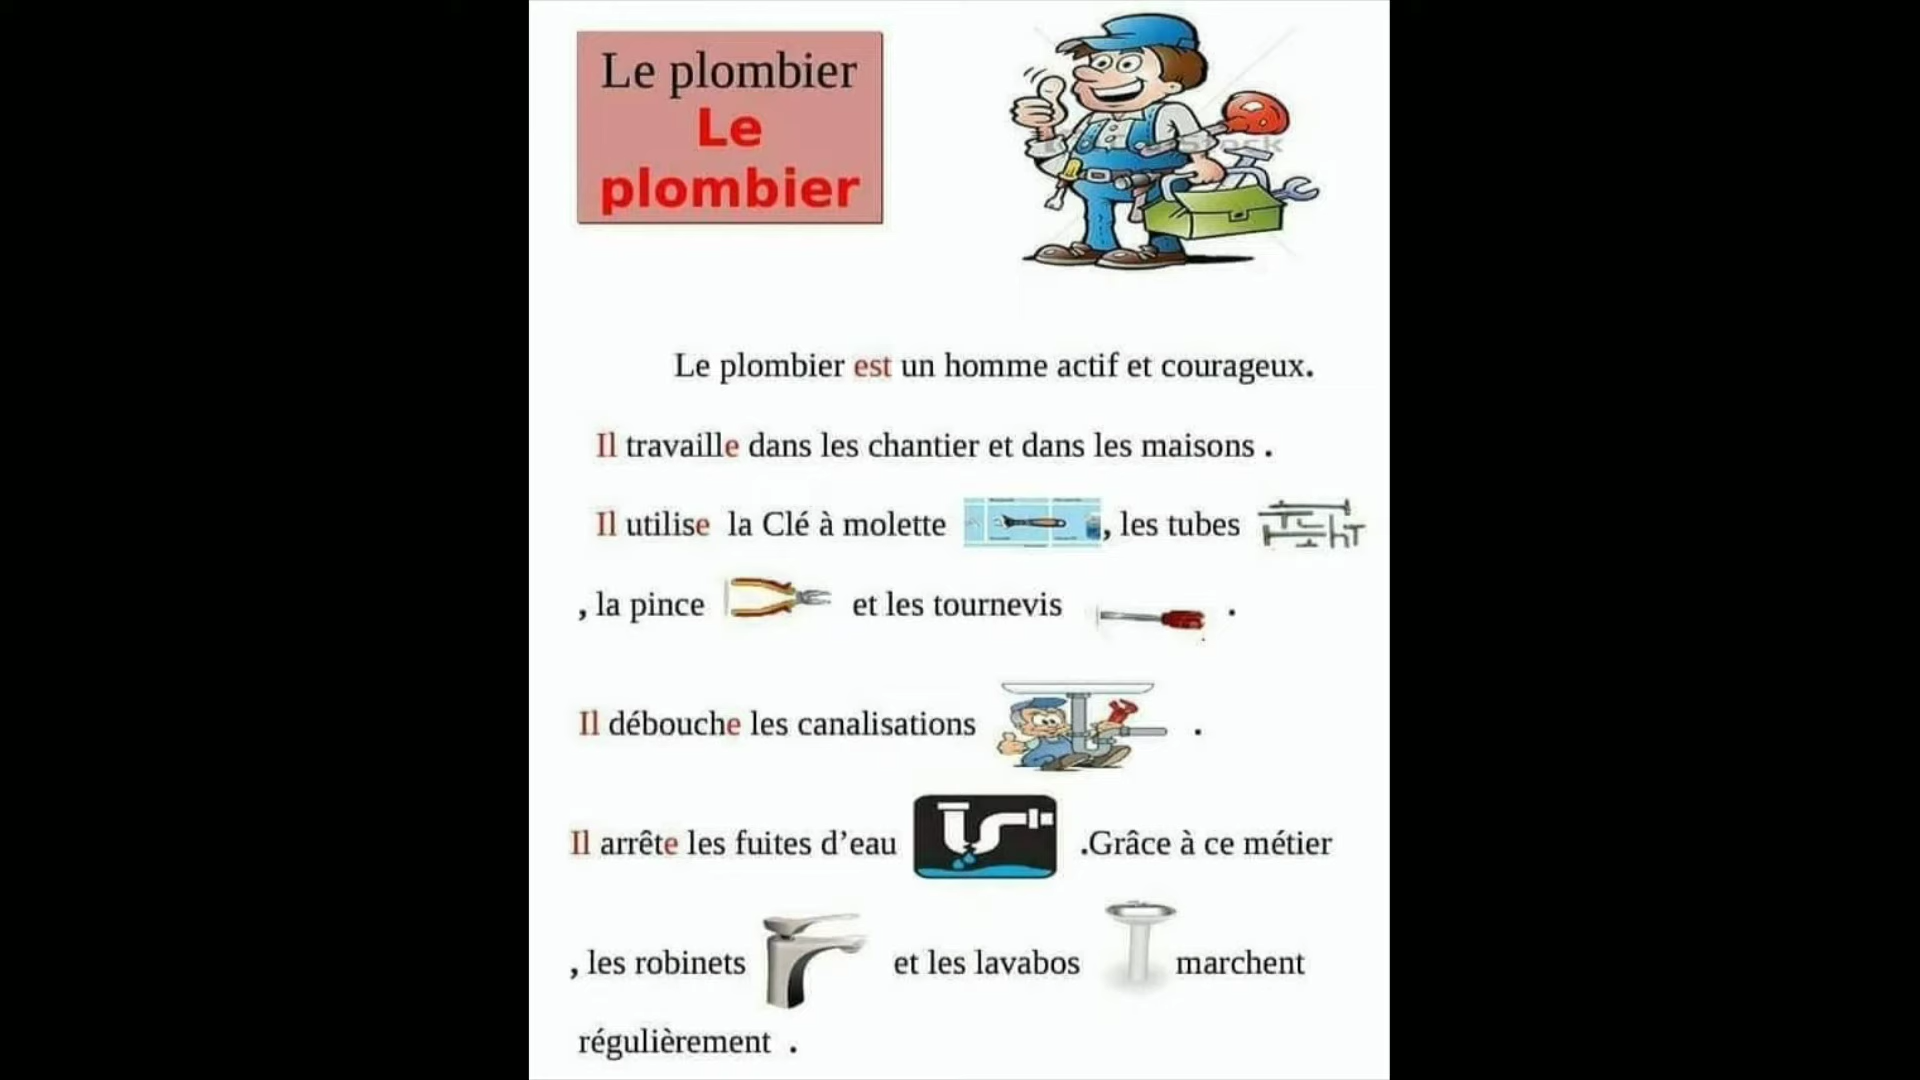 Le plombier
Le
plombier
Le plombier est un homme actif et courageux.
Il travaille dans les chantier et dans les maisons .
Il utilise la Clé à molette , les tubes
, la pince et les tournevis .
Il débouche les canalisations .
Il arrête les fuites d’eau .Grâce à ce métier
, les robinets et les lavabos marchent
régulièrement .